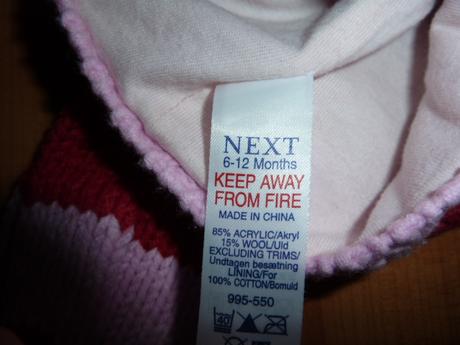 NEXT
6-12 Months
KEEP AWAY
FROM FIRE
MADE IN CHINA
85% ACRYLIC/Akryl
15% WOOL/Uld
EXCLUDING TRIMS/
Undtagen besætning
LINING/For
100% COTTON/Bomuld
995-550
40